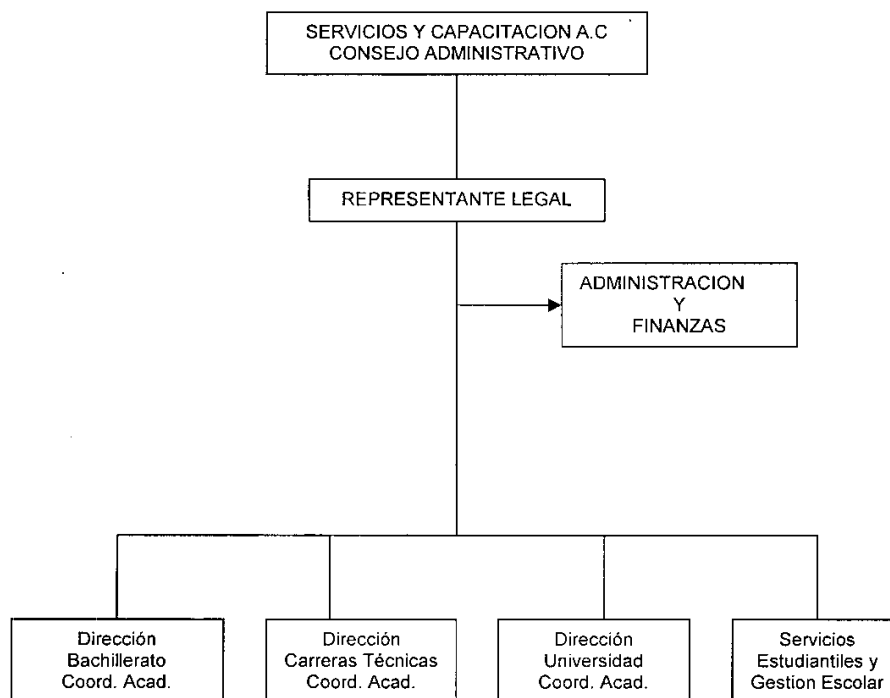 SERVICIOS Y CAPACITACION A.C
CONSEJO ADMINISTRATIVO
REPRESENTANTE LEGAL
ADMINISTRACION
Y
FINANZAS
Dirección
Bachillerato
Coord. Acad.
Dirección
Carreras Técnicas
Coord. Acad.
Dirección
Universidad
Coord. Acad.
Servicios
Estudiantiles y
Gestion Escolar